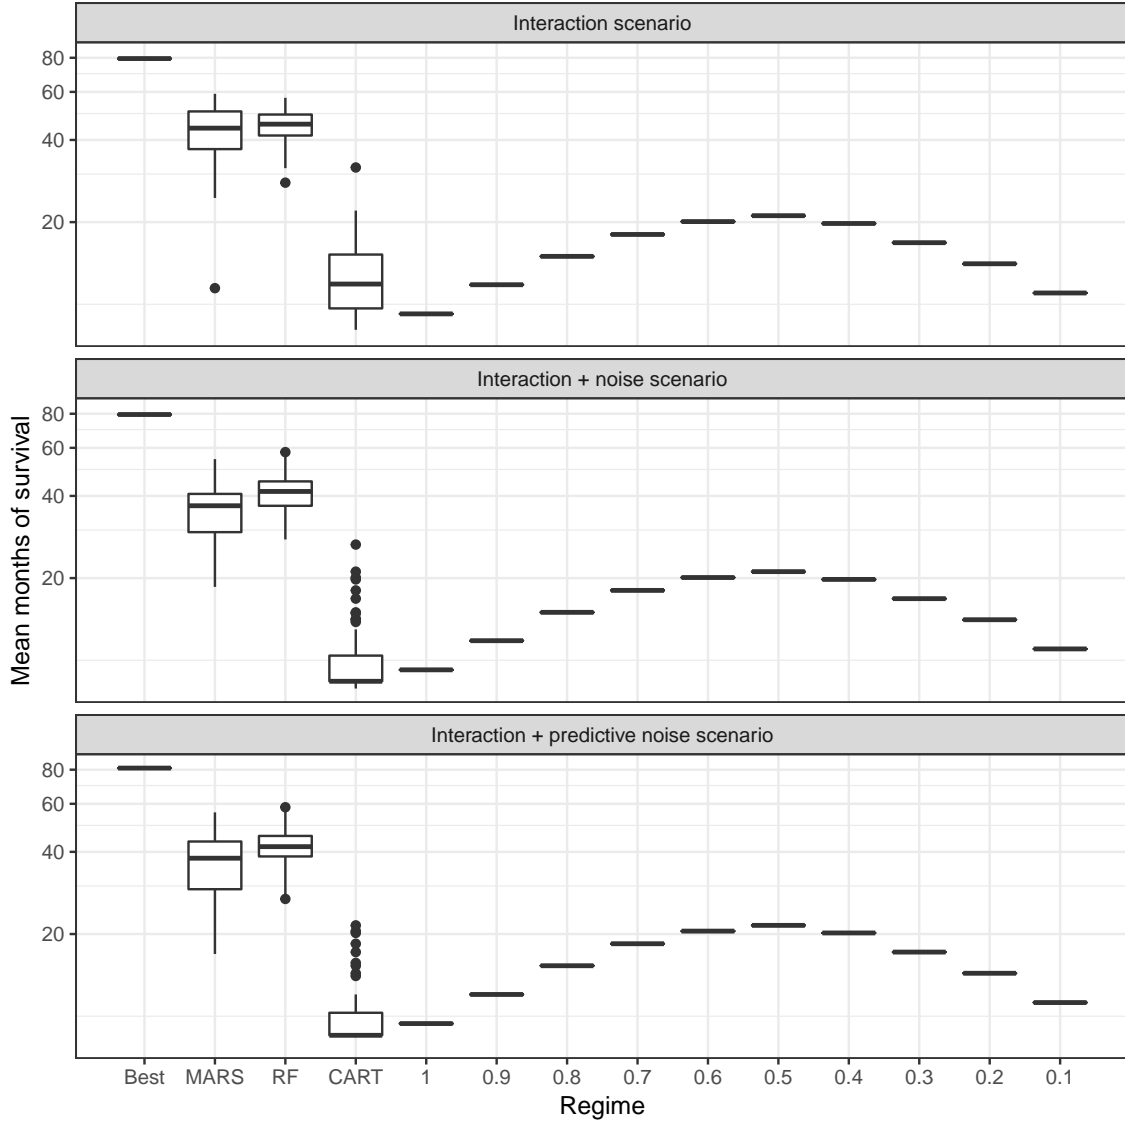 Interaction scenario
80
60
40
20
Interaction + noise scenario
80
60
40
20
Mean months of survival
Interaction + predictive noise scenario
80
60
40
20
Best MARS RF CART 1 0.9 0.8 0.7 0.6 0.5 0.4 0.3 0.2 0.1
Regime